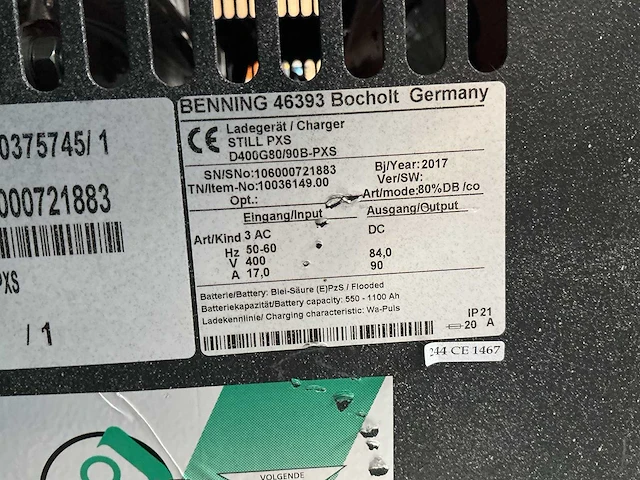 0375745/ 1
000721883
PXS
/ 1
BENNING 46393 Bocholt Germany
CE Ladegerät / Charger
STILL PXS
D400G80/90B-PXS
SN/SNo: 106000721883 Bj/Year: 2017
TN/Item-No: 10036149.00 Ver/SW:
Opt.: Art/mode: 80%DB /co
Eingang/Input Ausgang/Output
Art/Kind 3 AC DC
Hz 50-60
V 400 84,0
A 17,0 90
Batterie/Battery: Blei-Säure (E)PzS / Flooded
Batteriekapazität/Battery capacity: 550 - 1100 Ah
Ladekennlinie/ Charging characteristic: Wa-Puls
IP 21
20 A
244 CE 1467
VOLGENDE